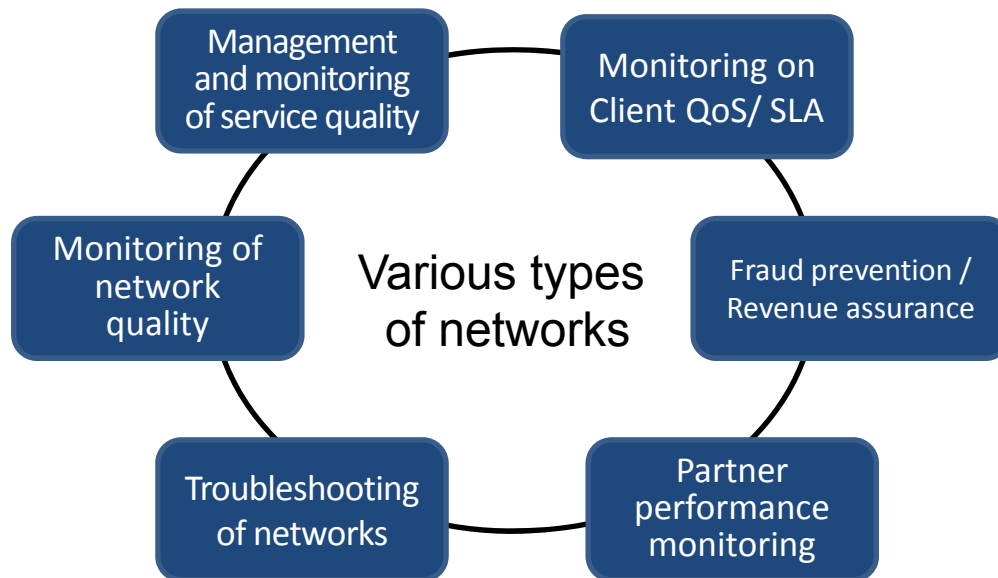 Management
and monitoring
of service quality
Monitoring on
Client QoS/ SLA
Monitoring of
network
quality
Various types
of networks
Fraud prevention /
Revenue assurance
Troubleshooting
of networks
Partner
performance
monitoring